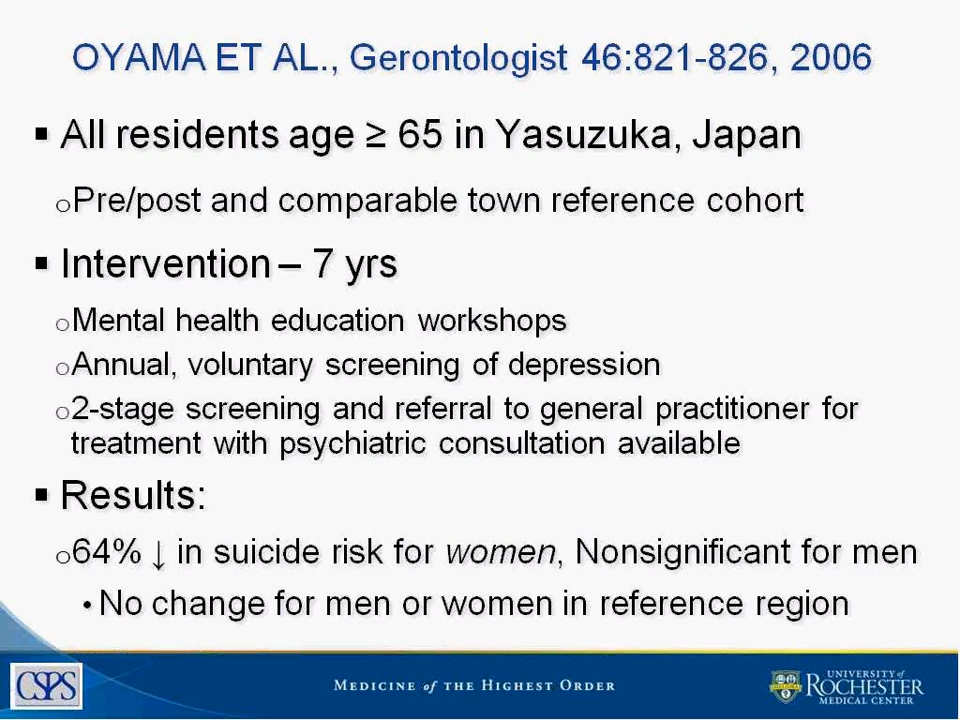 OYAMA ET AL., Gerontologist 46:821-826, 2006
▪ All residents age ≥ 65 in Yasuzuka, Japan
o Pre/post and comparable town reference cohort
▪ Intervention – 7 yrs
o Mental health education workshops
o Annual, voluntary screening of depression
o 2-stage screening and referral to general practitioner for
treatment with psychiatric consultation available
▪ Results:
o 64% ↓ in suicide risk for women, Nonsignificant for men
• No change for men or women in reference region
CSPS
MEDICINE of THE HIGHEST ORDER
UNIVERSITY of
ROCHESTER
MEDICAL CENTER